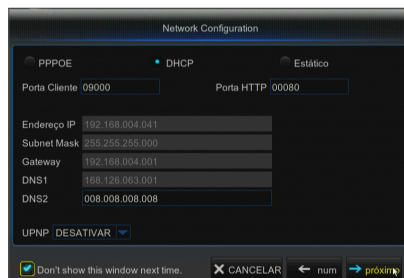 Network Configuration
PPPOE DHCP Estático
Porta Cliente 09000 Porta HTTP 00080
Endereço IP 192.168.004.041
Subnet Mask 255.255.255.000
Gateway 192.168.004.001
DNS1 168.126.063.001
DNS2 008.008.008.008
UPNP DESATIVAR
Don't show this window next time. CANCELAR num próximo